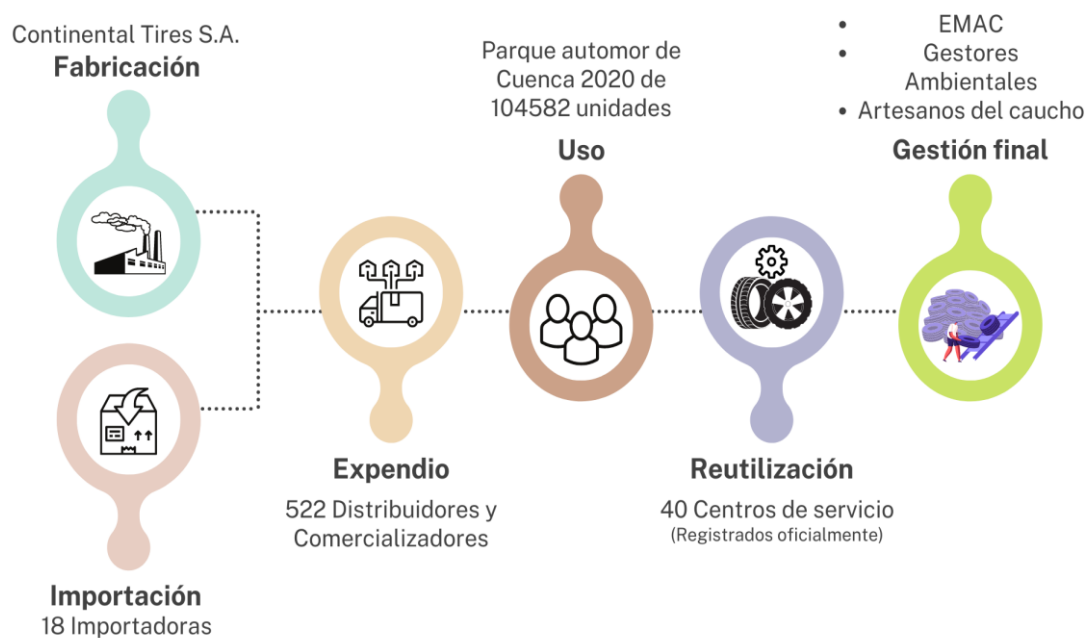 Continental Tires S.A.
Fabricación
Importación
18 Importadoras
Expendio
522 Distribuidores y
Comercializadores
Parque automor de
Cuenca 2020 de
104582 unidades
Uso
Reutilización
40 Centros de servicio
(Registrados oficialmente)
• EMAC
• Gestores
Ambientales
• Artesanos del caucho
Gestión final